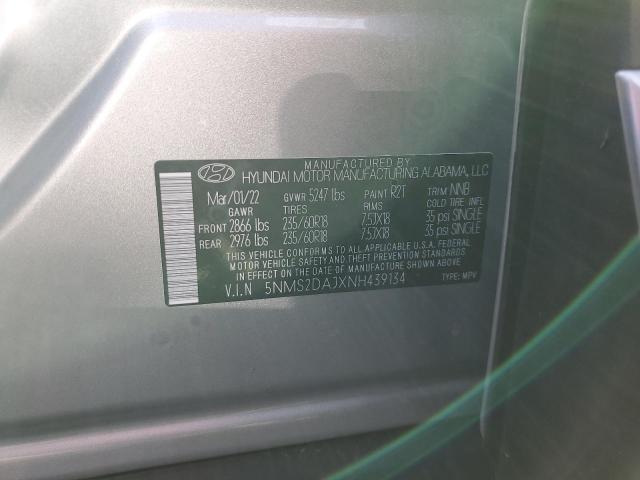 MANUFACTURED BY
HYUNDAI MOTOR MANUFACTURING ALABAMA, LLC
Mar/01/22 GVWR 5247 lbs PAINT R2T TRIM NNB
GAWR TIRES RIMS COLD TIRE INFL
FRONT 2866 lbs 235/60R18 7.5JX18 35 psi SINGLE
REAR 2976 lbs 235/60R18 7.5JX18 35 psi SINGLE
THIS VEHICLE CONFORMS TO ALL APPLICABLE U.S.A. FEDERAL
MOTOR VEHICLE SAFETY AND THEFT PREVENTION STANDARDS
IN EFFECT ON THE DATE OF MANUFACTURE SHOWN ABOVE.
V.I.N 5NMS2DAJXNH439134 TYPE: MPV